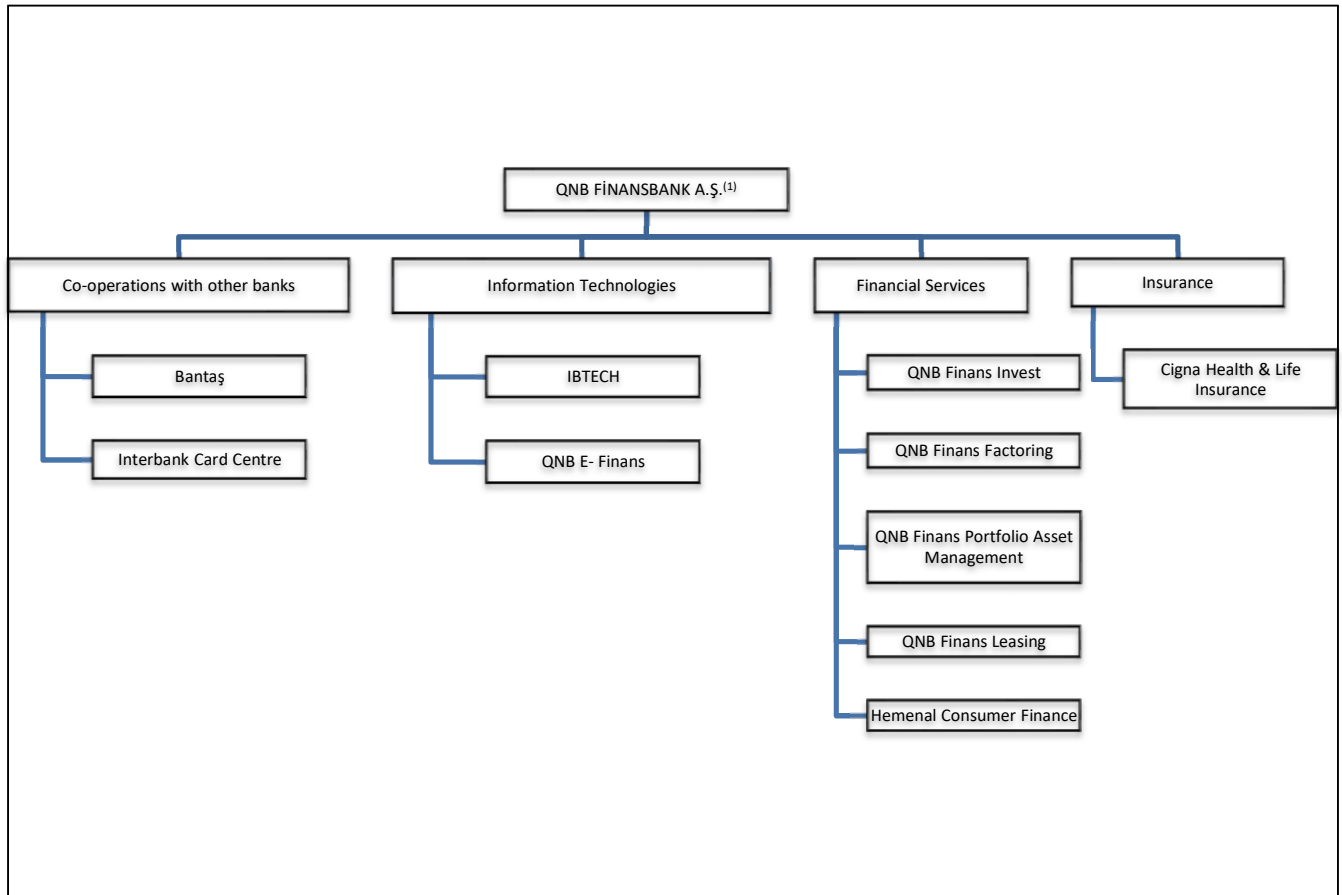 QNB FİNANSBANK A.Ş.(1)
Co-operations with other banks
Information Technologies
Financial Services
Insurance
Bantaş
Interbank Card Centre
IBTECH
QNB E- Finans
QNB Finans Invest
QNB Finans Factoring
QNB Finans Portfolio Asset
Management
QNB Finans Leasing
Hemenal Consumer Finance
Cigna Health & Life
Insurance